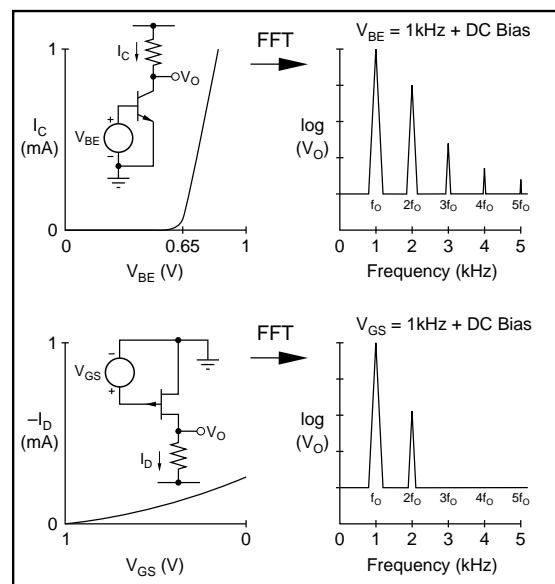 FFT
V_BE = 1kHz + DC Bias
1
I_C
(mA)
0
I_C
V_O
V_BE
+
–
0
0.65
1
V_BE (V)
log
(V_O)
f_O
2f_O
3f_O
4f_O
5f_O
0
1
2
3
4
5
Frequency (kHz)
FFT
V_GS = 1kHz + DC Bias
1
–I_D
(mA)
0
–
V_GS
+
V_O
I_D
1
0
V_GS (V)
log
(V_O)
f_O
2f_O
3f_O
4f_O
5f_O
0
1
2
3
4
5
Frequency (kHz)